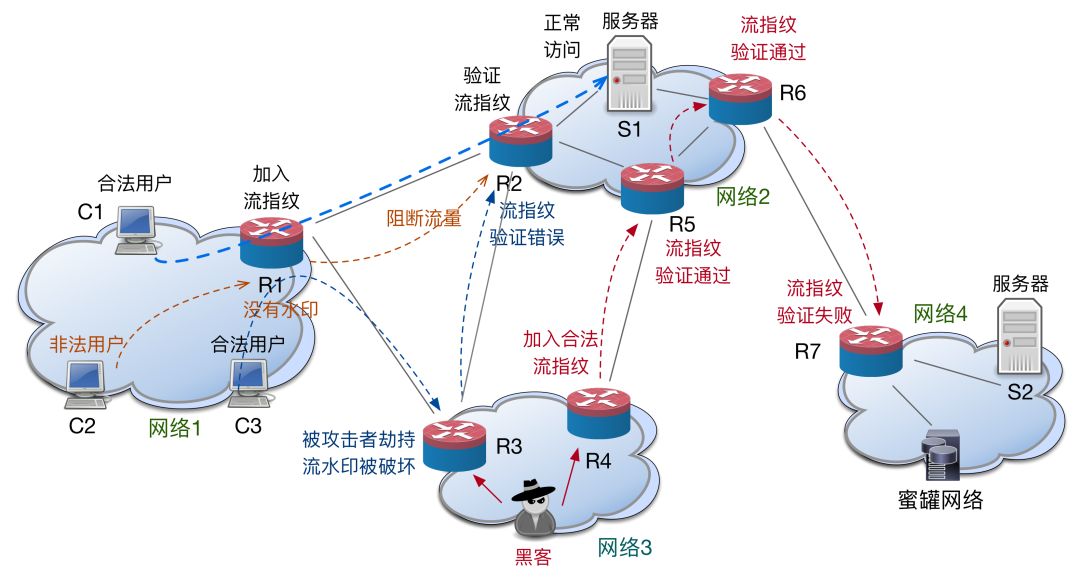 正常
访问
服务器
流指纹
验证通过
验证
流指纹
R6
S1
加入
流指纹
合法用户
C1
R2
网络2
阻断流量
流指纹
验证错误
R5
流指纹
验证通过
R1
没有水印
流指纹
验证失败
服务器
网络4
非法用户
合法用户
加入合法
流指纹
R7
S2
C2
网络1
C3
被攻击者劫持
流水印被破坏
R3
R4
蜜罐网络
黑客
网络3